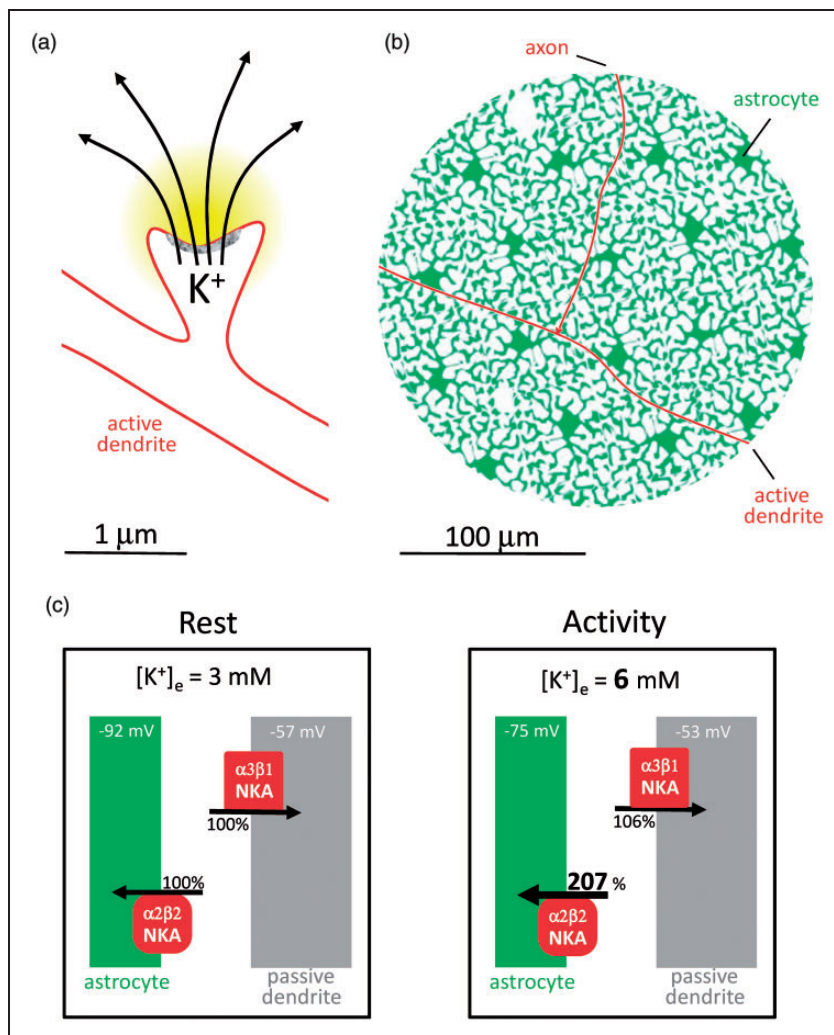 (a)
K+
active
dendrite
1 μm
(b)
axon
astrocyte
active
dendrite
100 μm
(c)
Rest
[K+]e = 3 mM
-92 mV
-57 mV
α3β1
NKA
100%
100%
α2β2
NKA
astrocyte
passive
dendrite
Activity
[K+]e = 6 mM
-75 mV
-53 mV
α3β1
NKA
106%
207 %
α2β2
NKA
astrocyte
passive
dendrite